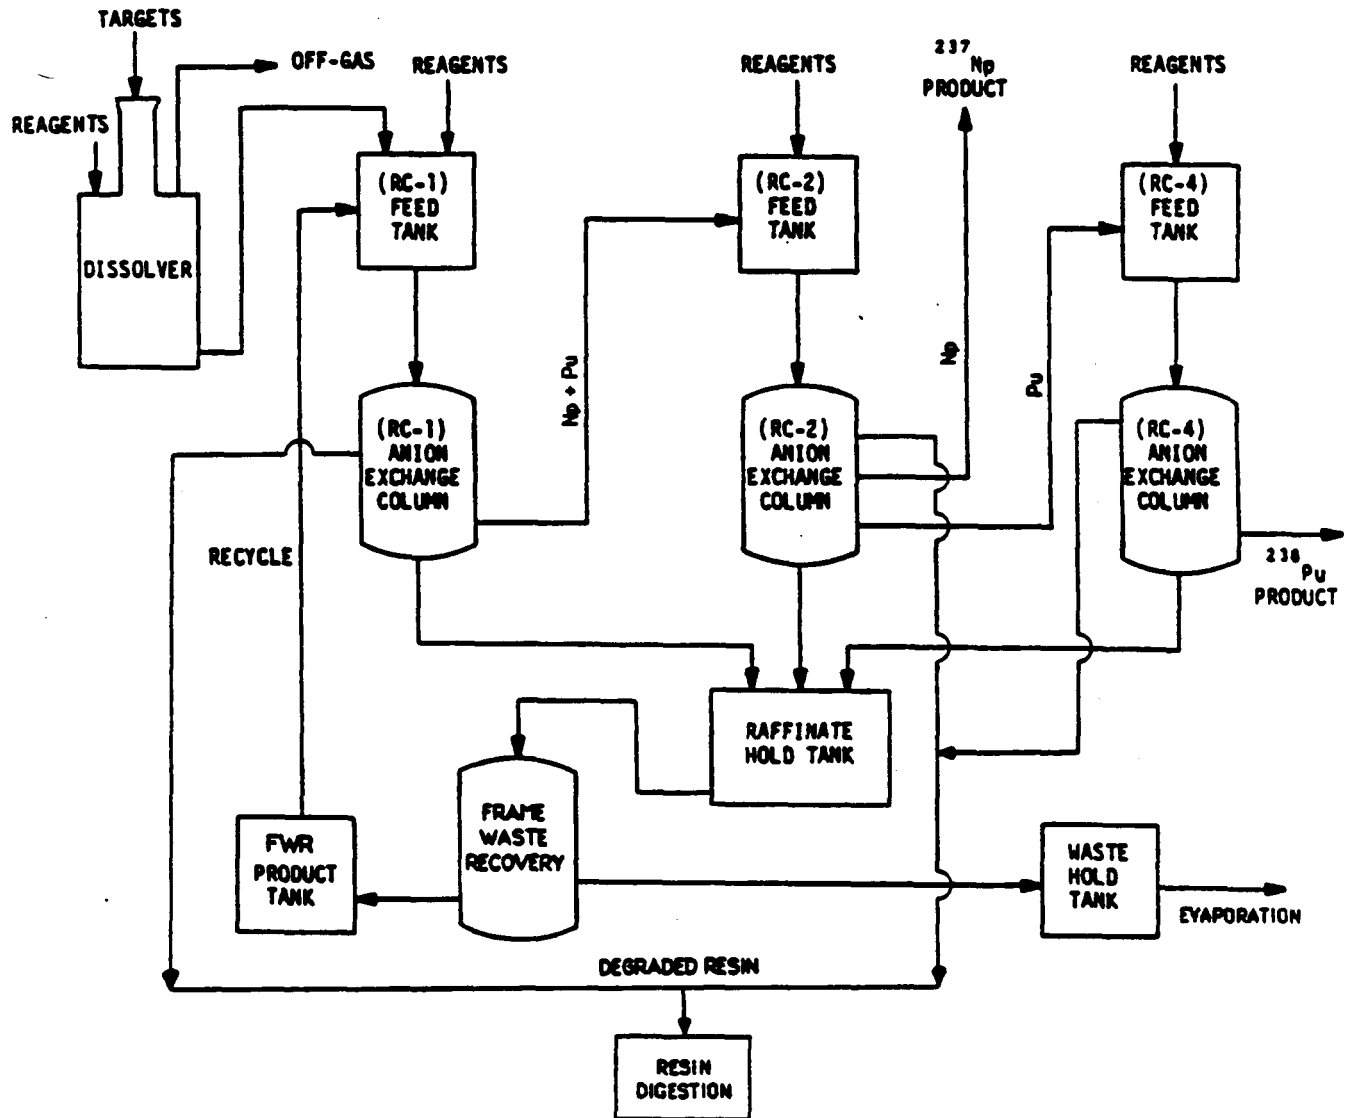 TARGETS
OFF-GAS
REAGENTS
REAGENTS
DISSOLVER
(RC-1)
FEED
TANK
REAGENTS
(RC-2)
FEED
TANK
237
Np
PRODUCT
REAGENTS
(RC-4)
FEED
TANK
Np + Pu
Np
Pu
(RC-1)
ANION
EXCHANGE
COLUMN
(RC-2)
ANION
EXCHANGE
COLUMN
(RC-4)
ANION
EXCHANGE
COLUMN
238
Pu
PRODUCT
RECYCLE
RAFFINATE
HOLD TANK
FRAME
WASTE
RECOVERY
FWR
PRODUCT
TANK
WASTE
HOLD
TANK
EVAPORATION
DEGRADED RESIN
RESIN
DIGESTION